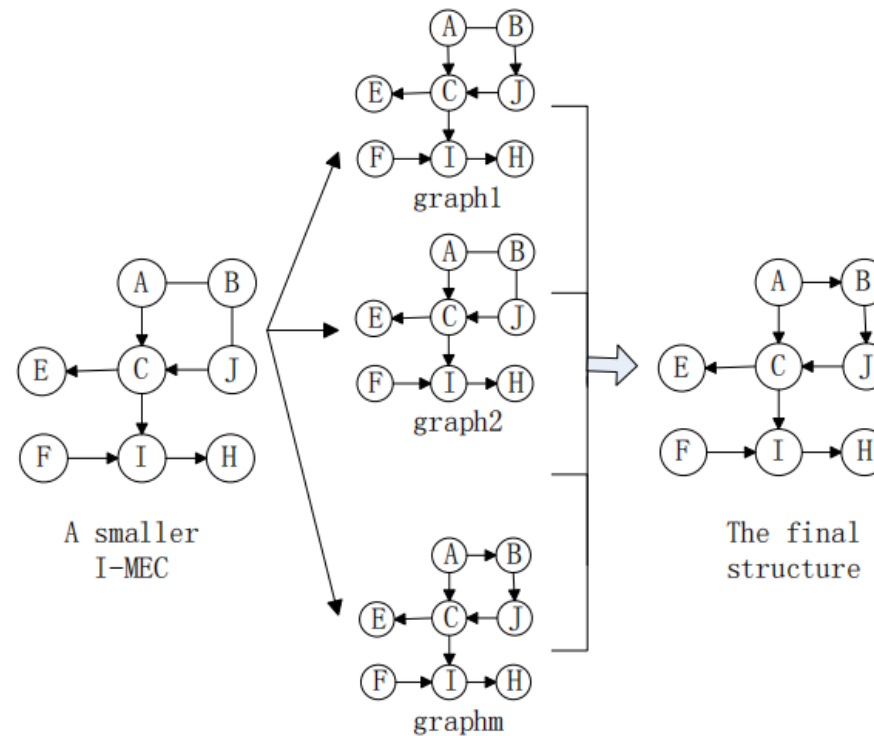 A B
E C J
F I H
graph1
A B
E C J
F I H
graph2
A B
E C J
F I H
A smaller
I-MEC
A B
E C J
F I H
graphm
A B
E C J
F I H
The final
structure